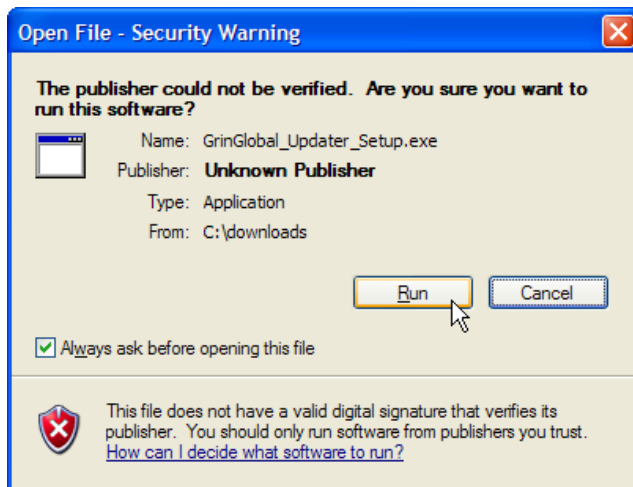 Open File - Security Warning
The publisher could not be verified. Are you sure you want to
run this software?
Name: GrinGlobal_Updater_Setup.exe
Publisher: Unknown Publisher
Type: Application
From: C:\downloads
Run Cancel
Always ask before opening this file
This file does not have a valid digital signature that verifies its
publisher. You should only run software from publishers you trust.
How can I decide what software to run?